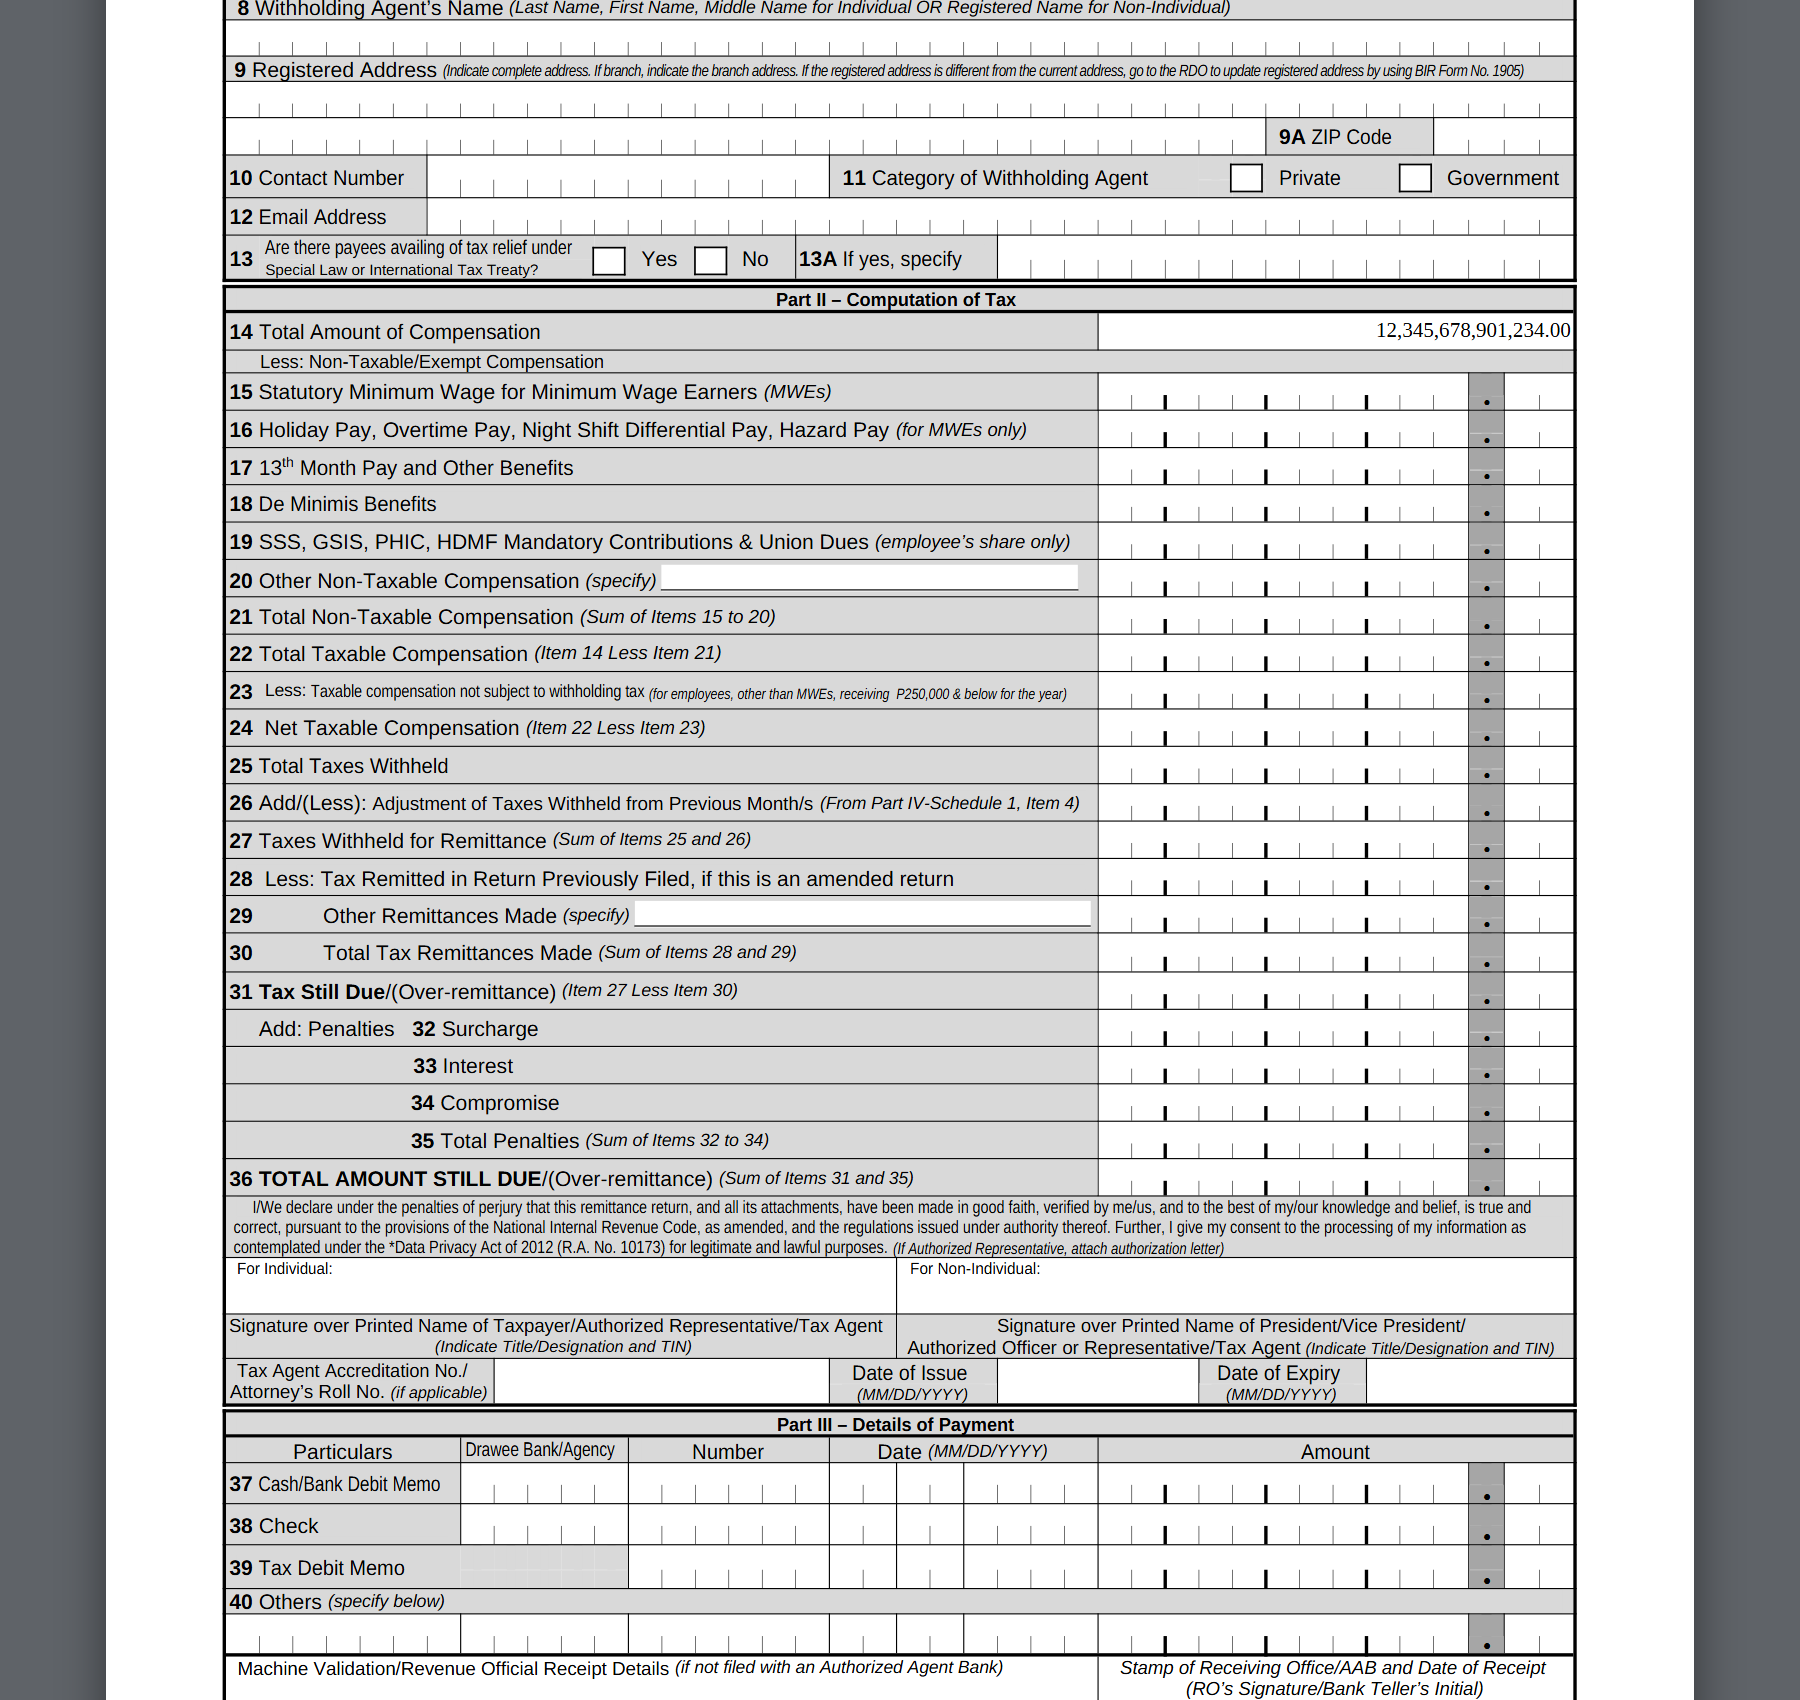 8 Withholding Agent’s Name (Last Name, First Name, Middle Name for Individual OR Registered Name for Non-Individual)
9 Registered Address (Indicate complete address. If branch, indicate the branch address. If the registered address is different from the current address, go to the RDO to update registered address by using BIR Form No. 1905)
9A ZIP Code
10 Contact Number
11 Category of Withholding Agent Private Government
12 Email Address
13 Are there payees availing of tax relief under
Special Law or International Tax Treaty?
Yes No 13A If yes, specify
Part II – Computation of Tax
14 Total Amount of Compensation 12,345,678,901,234.00
Less: Non-Taxable/Exempt Compensation
15 Statutory Minimum Wage for Minimum Wage Earners (MWEs) .
16 Holiday Pay, Overtime Pay, Night Shift Differential Pay, Hazard Pay (for MWEs only) .
17 13th Month Pay and Other Benefits .
18 De Minimis Benefits .
19 SSS, GSIS, PHIC, HDMF Mandatory Contributions & Union Dues (employee’s share only) .
20 Other Non-Taxable Compensation (specify) .
21 Total Non-Taxable Compensation (Sum of Items 15 to 20) .
22 Total Taxable Compensation (Item 14 Less Item 21) .
23 Less: Taxable compensation not subject to withholding tax (for employees, other than MWEs, receiving P250,000 & below for the year) .
24 Net Taxable Compensation (Item 22 Less Item 23) .
25 Total Taxes Withheld .
26 Add/(Less): Adjustment of Taxes Withheld from Previous Month/s (From Part IV-Schedule 1, Item 4) .
27 Taxes Withheld for Remittance (Sum of Items 25 and 26) .
28 Less: Tax Remitted in Return Previously Filed, if this is an amended return .
29 Other Remittances Made (specify) .
30 Total Tax Remittances Made (Sum of Items 28 and 29) .
31 Tax Still Due/(Over-remittance) (Item 27 Less Item 30) .
Add: Penalties 32 Surcharge .
33 Interest .
34 Compromise .
35 Total Penalties (Sum of Items 32 to 34) .
36 TOTAL AMOUNT STILL DUE/(Over-remittance) (Sum of Items 31 and 35) .
I/We declare under the penalties of perjury that this remittance return, and all its attachments, have been made in good faith, verified by me/us, and to the best of my/our knowledge and belief, is true and
correct, pursuant to the provisions of the National Internal Revenue Code, as amended, and the regulations issued under authority thereof. Further, I give my consent to the processing of my information as
contemplated under the *Data Privacy Act of 2012 (R.A. No. 10173) for legitimate and lawful purposes. (If Authorized Representative, attach authorization letter)
For Individual:
For Non-Individual:
Signature over Printed Name of Taxpayer/Authorized Representative/Tax Agent
(Indicate Title/Designation and TIN)
Signature over Printed Name of President/Vice President/
Authorized Officer or Representative/Tax Agent (Indicate Title/Designation and TIN)
Tax Agent Accreditation No./
Attorney’s Roll No. (if applicable)
Date of Issue
(MM/DD/YYYY)
Date of Expiry
(MM/DD/YYYY)
Part III – Details of Payment
Particulars Drawee Bank/Agency Number Date (MM/DD/YYYY) Amount
37 Cash/Bank Debit Memo .
38 Check .
39 Tax Debit Memo .
40 Others (specify below)
.
Machine Validation/Revenue Official Receipt Details (if not filed with an Authorized Agent Bank)
Stamp of Receiving Office/AAB and Date of Receipt
(RO’s Signature/Bank Teller’s Initial)